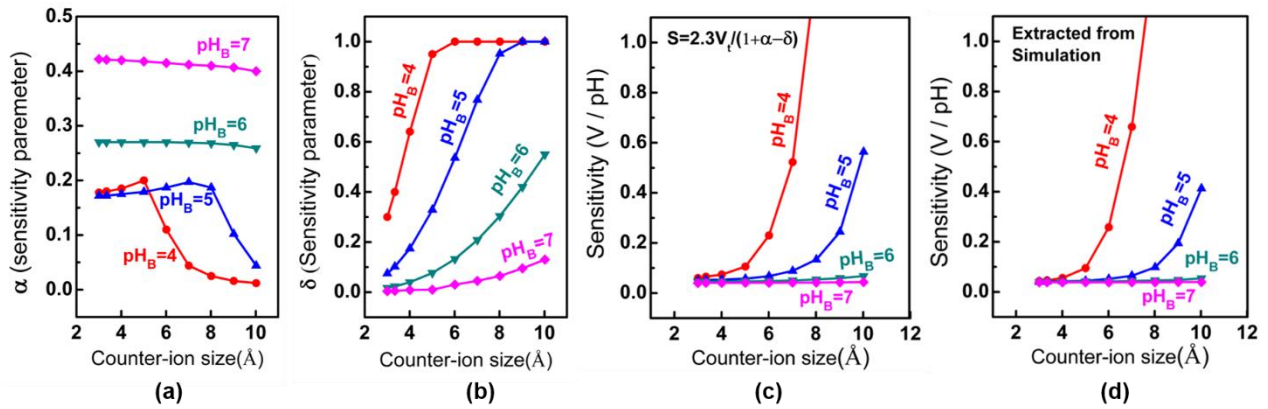 0.5
0.4
0.3
0.2
0.1
0.0
α (sensitivity paremeter)
pH_B=7
pH_B=6
pH_B=5
pH_B=4
4 6 8 10
Counter-ion size(Å)
(a)
1.0
0.8
0.6
0.4
0.2
0.0
δ (Sensitivity parameter)
pH_B=4
pH_B=5
pH_B=6
pH_B=7
4 6 8 10
Counter-ion size(Å)
(b)
1.0
0.8
0.6
0.4
0.2
0.0
Sensitivity (V / pH)
S=2.3V_t/(1+α−δ)
pH_B=4
pH_B=5
pH_B=6
pH_B=7
2 4 6 8 10 12
Counter-ion size(Å)
(c)
1.0
0.8
0.6
0.4
0.2
0.0
Sensitivity (V / pH)
Extracted from
Simulation
pH_B=4
pH_B=5
pH_B=6
pH_B=7
2 4 6 8 10 12
Counter-ion size(Å)
(d)